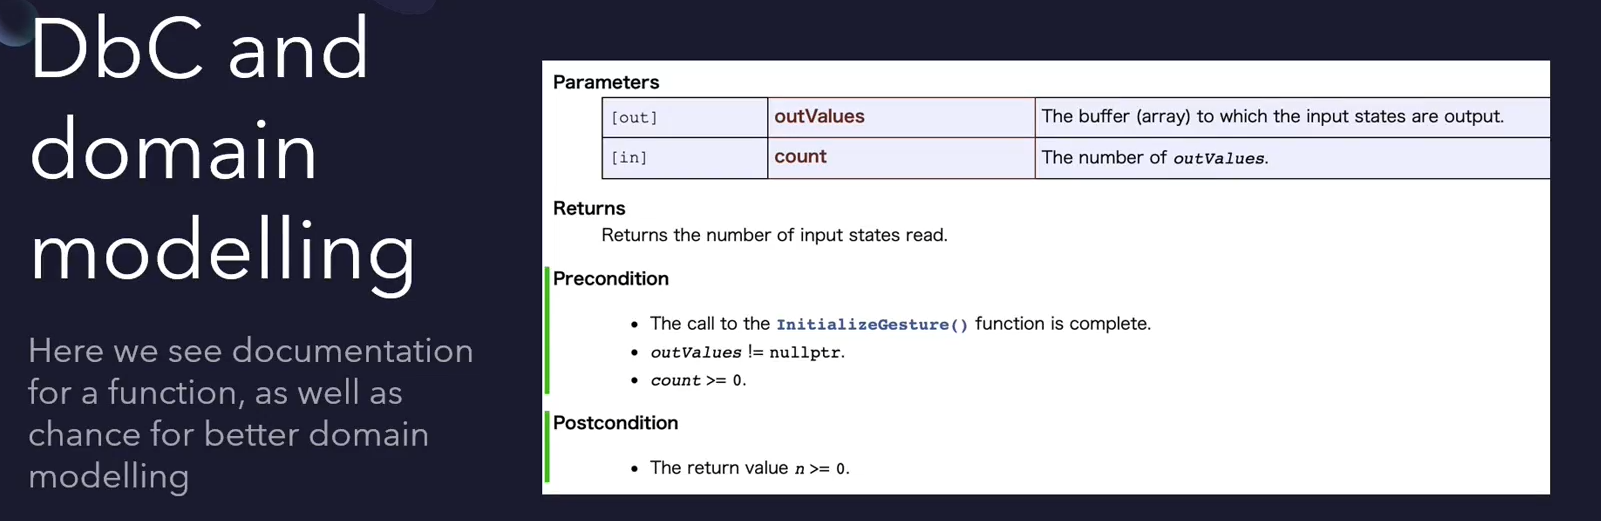 DbC and
domain
modelling
Here we see documentation
for a function, as well as
chance for better domain
modelling
Parameters
[out] outValues The buffer (array) to which the input states are output.
[in] count The number of outValues.
Returns
Returns the number of input states read.
Precondition
• The call to the InitializeGesture() function is complete.
• outValues != nullptr.
• count >= 0.
Postcondition
• The return value n >= 0.